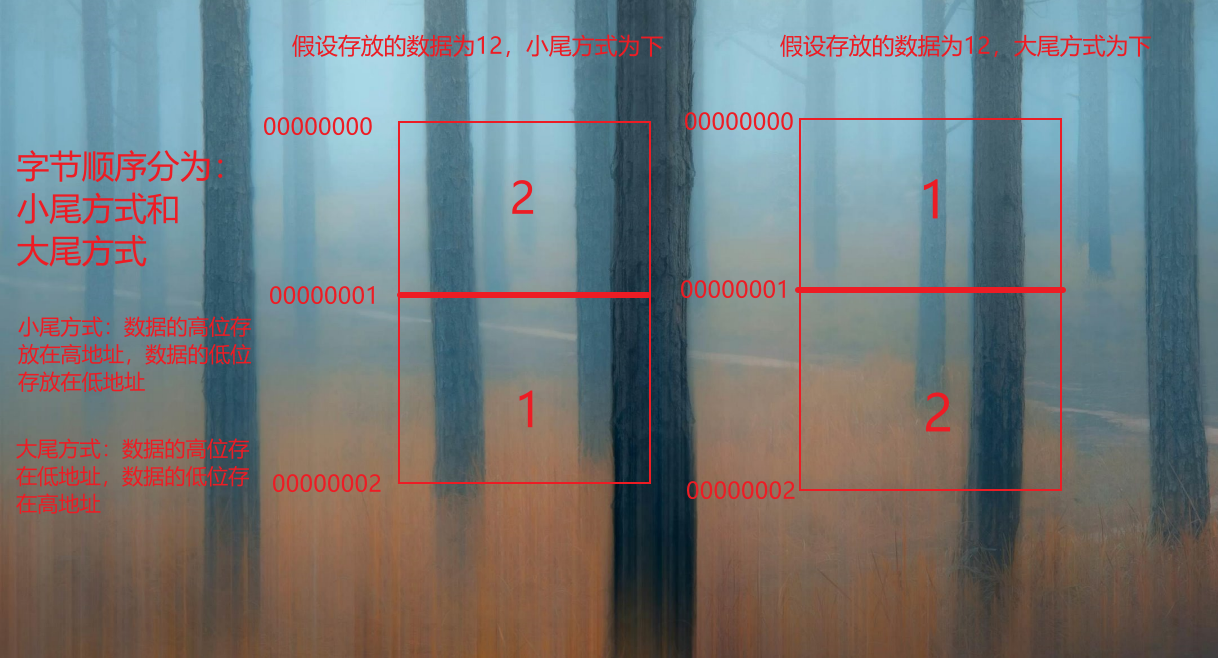 字节顺序分为：
小尾方式和
大尾方式
小尾方式：数据的高位存
放在高地址，数据的低位
存放在低地址
大尾方式：数据的高位存
在低地址，数据的低位存
在高地址
假设存放的数据为12，小尾方式为下
00000000
2
00000001
1
00000002
假设存放的数据为12，大尾方式为下
00000000
1
00000001
2
00000002